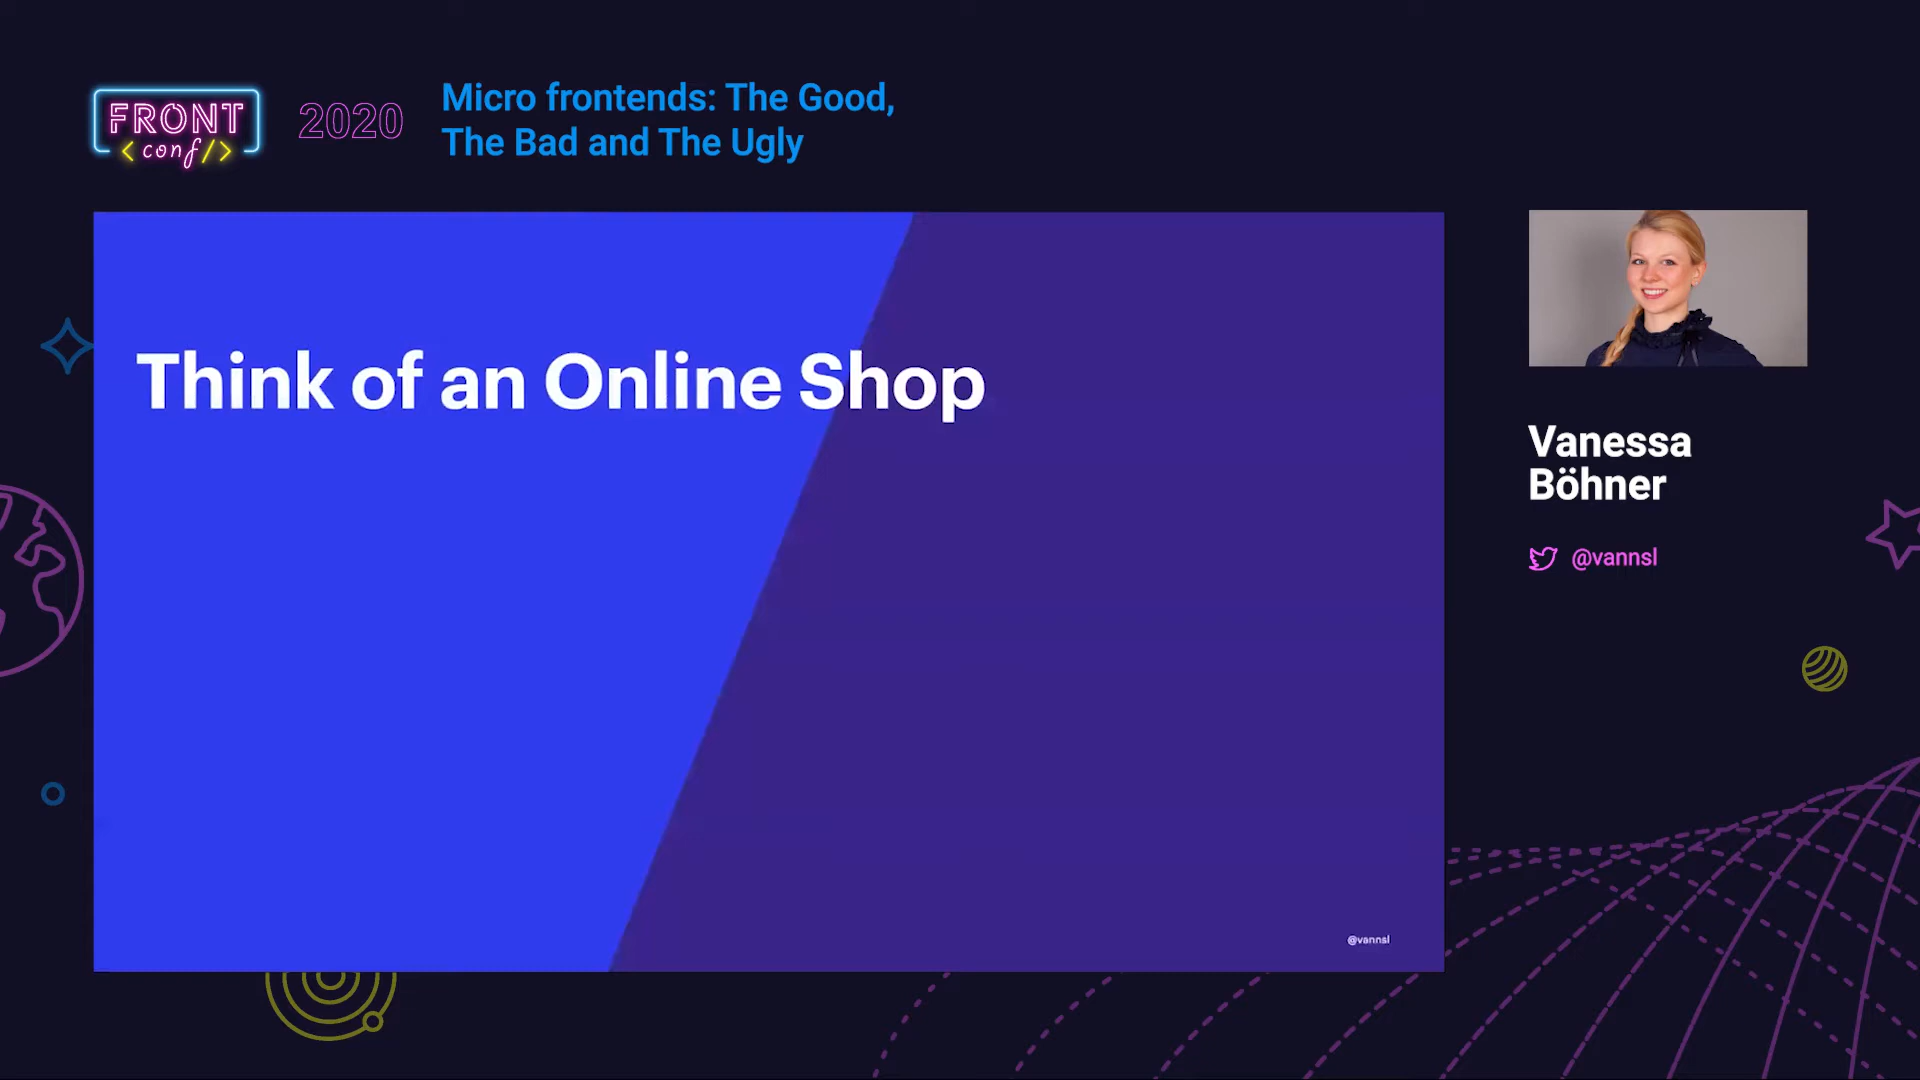 FRONT
<conf/>
2020
Micro frontends: The Good,
The Bad and The Ugly
Think of an Online Shop
@vannsl
Vanessa
Böhner
@vannsl